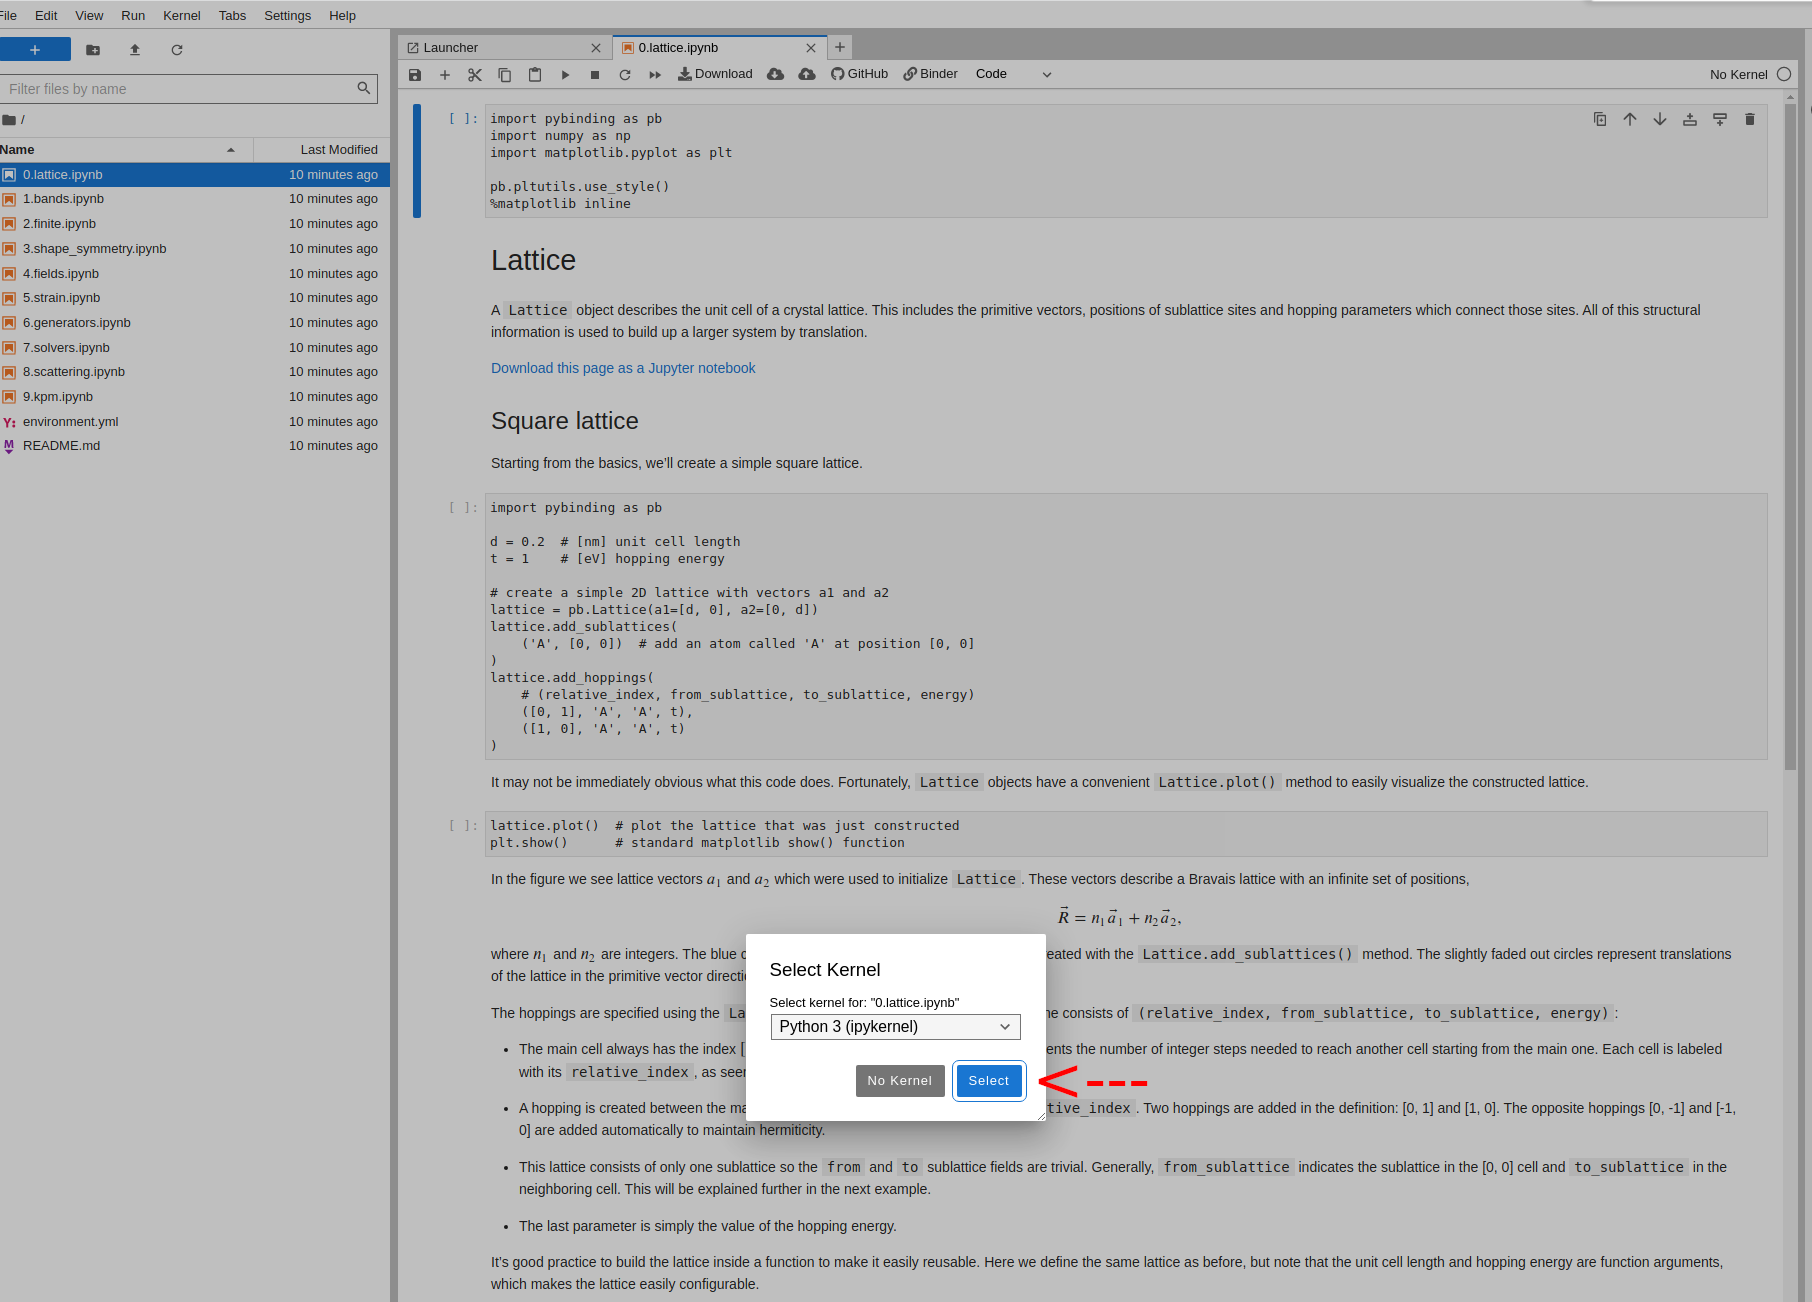 File Edit View Run Kernel Tabs Settings Help
Filter files by name
/
Name Last Modified
0.lattice.ipynb 10 minutes ago
1.bands.ipynb 10 minutes ago
2.finite.ipynb 10 minutes ago
3.shape_symmetry.ipynb 10 minutes ago
4.fields.ipynb 10 minutes ago
5.strain.ipynb 10 minutes ago
6.generators.ipynb 10 minutes ago
7.solvers.ipynb 10 minutes ago
8.scattering.ipynb 10 minutes ago
9.kpm.ipynb 10 minutes ago
environment.yml 10 minutes ago
README.md 10 minutes ago
Launcher 0.lattice.ipynb
Download GitHub Binder Code No Kernel
[ ]: import pybinding as pb
import numpy as np
import matplotlib.pyplot as plt
pb.pltutils.use_style()
%matplotlib inline
Lattice
A Lattice object describes the unit cell of a crystal lattice. This includes the primitive vectors, positions of sublattice sites and hopping parameters which connect those sites. All of this structural
information is used to build up a larger system by translation.
Download this page as a Jupyter notebook
Square lattice
Starting from the basics, we'll create a simple square lattice.
[ ]: import pybinding as pb
d = 0.2  # [nm] unit cell length
t = 1    # [eV] hopping energy
# create a simple 2D lattice with vectors a1 and a2
lattice = pb.Lattice(a1=[d, 0], a2=[0, d])
lattice.add_sublattices(
('A', [0, 0])  # add an atom called 'A' at position [0, 0]
)
lattice.add_hoppings(
# (relative_index, from_sublattice, to_sublattice, energy)
([0, 1], 'A', 'A', t),
([1, 0], 'A', 'A', t)
)
It may not be immediately obvious what this code does. Fortunately, Lattice objects have a convenient Lattice.plot() method to easily visualize the constructed lattice.
[ ]: lattice.plot()  # plot the lattice that was just constructed
plt.show()      # standard matplotlib show() function
In the figure we see lattice vectors a1 and a2 which were used to initialize Lattice . These vectors describe a Bravais lattice with an infinite set of positions,
R⃗ = n1a⃗1 + n2a⃗2,
where n1 and n2 are integers. The blue eated with the Lattice.add_sublattices() method. The slightly faded out circles represent translations
of the lattice in the primitive vector
The hoppings are specified using the consists of (relative_index, from_sublattice, to_sublattice, energy) :
• The main cell always has the index [ ents the number of integer steps needed to reach another cell starting from the main one. Each cell is labeled
with its relative_index , as
• A hopping is created between the tive_index . Two hoppings are added in the definition: [0, 1] and [1, 0]. The opposite hoppings [0, -1] and [-1,
0] are added automatically to maintain hermiticity.
• This lattice consists of only one sublattice so the from and to sublattice fields are trivial. Generally, from_sublattice indicates the sublattice in the [0, 0] cell and to_sublattice in the
neighboring cell. This will be explained further in the next example.
• The last parameter is simply the value of the hopping energy.
It's good practice to build the lattice inside a function to make it easily reusable. Here we define the same lattice as before, but note that the unit cell length and hopping energy are function arguments,
which makes the lattice easily configurable.
Select Kernel
Select kernel for: "0.lattice.ipynb"
Python 3 (ipykernel)
No Kernel Select